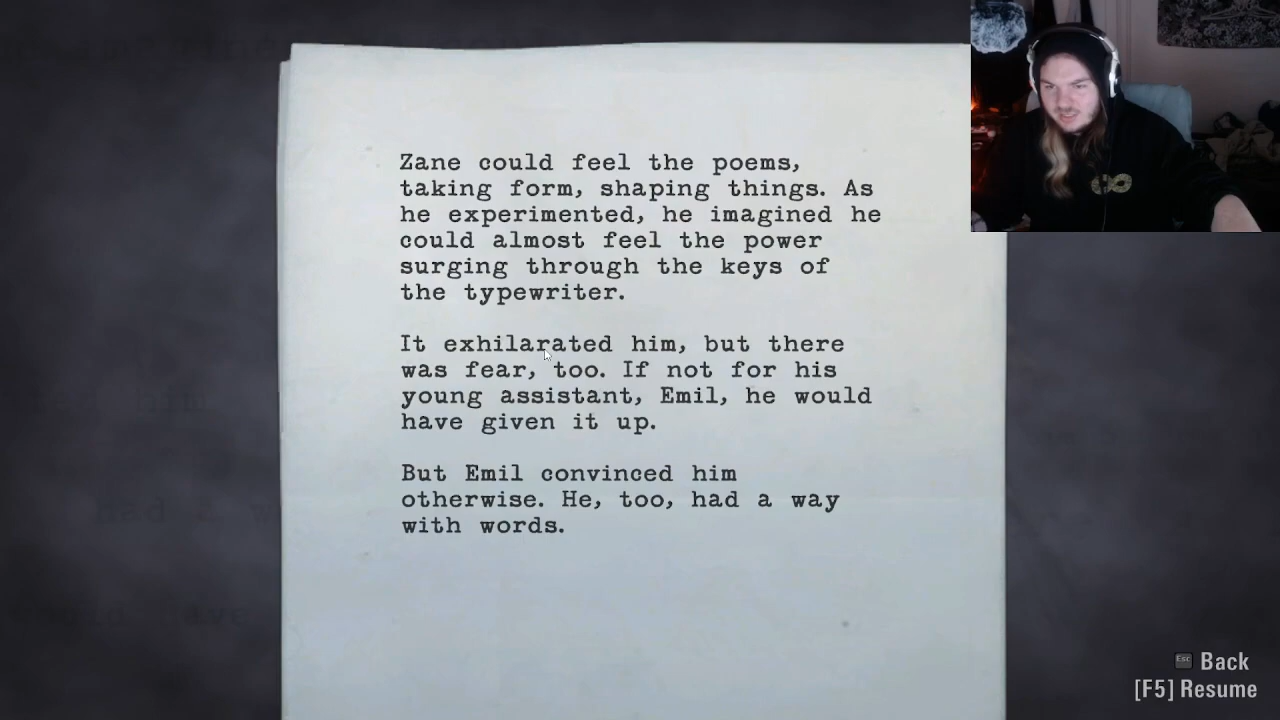 Zane could feel the poems,
taking form, shaping things. As
he experimented, he imagined he
could almost feel the power
surging through the keys of
the typewriter.
It exhilarated him, but there
was fear, too. If not for his
young assistant, Emil, he would
have given it up.
But Emil convinced him
otherwise. He, too, had a way
with words.
Esc Back
[F5] Resume